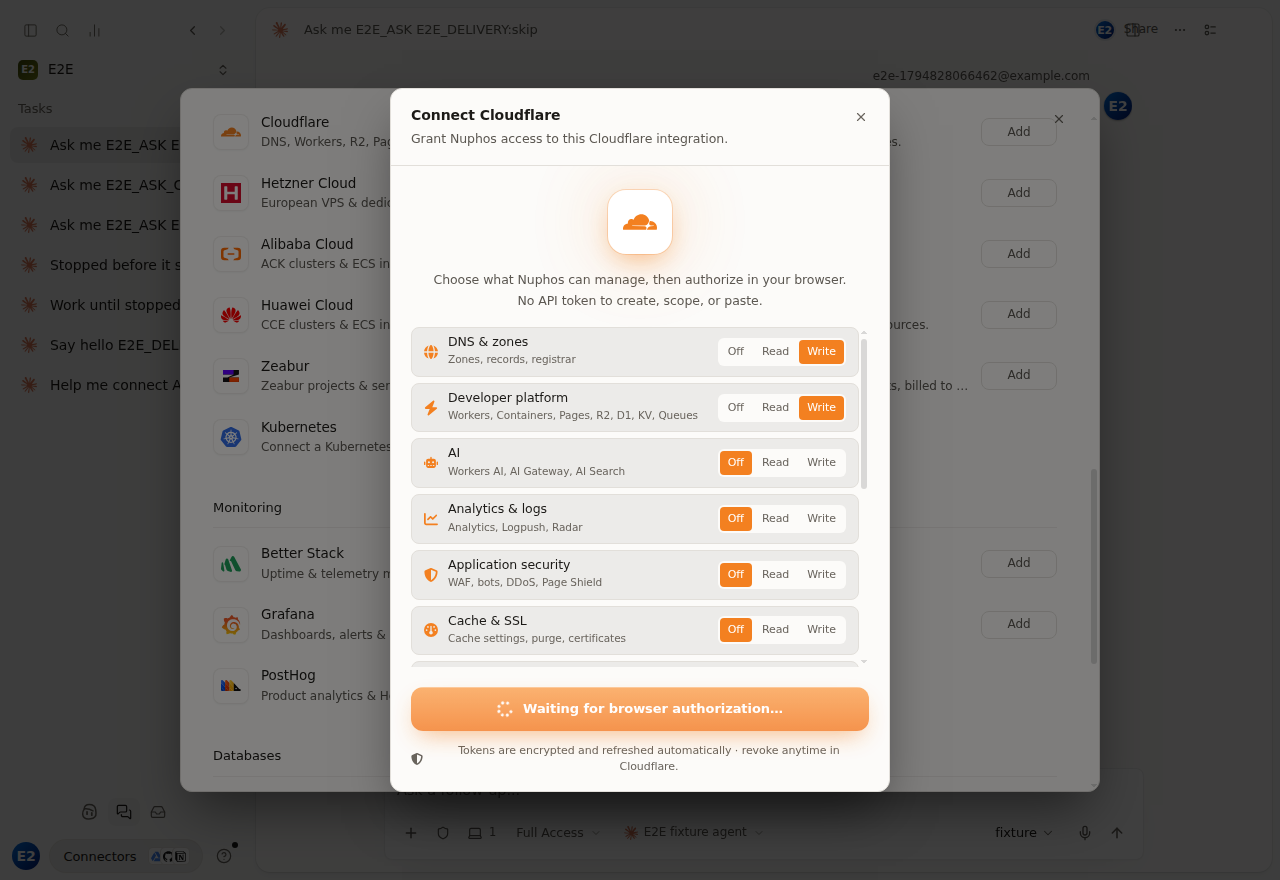 Ask me E2E_ASK E2E_DELIVERY:skip
E2
Share
E2 E2E
e2e-1794828066462@example.com
E2
Tasks
Ask me E2E_ASK E
Ask me E2E_ASK_
Ask me E2E_ASK E
Stopped before it s
Work until stopped
Say hello E2E_DEL
Help me connect A
Cloudflare
DNS, Workers, R2, Pag
Add
Hetzner Cloud
European VPS & dedic
Add
Alibaba Cloud
ACK clusters & ECS in
Add
Huawei Cloud
CCE clusters & ECS in
ources.
Add
Zeabur
Zeabur projects & ser
s, billed to ...
Add
Kubernetes
Connect a Kubernetes
Monitoring
Better Stack
Uptime & telemetry m
Add
Grafana
Dashboards, alerts &
Add
PostHog
Product analytics & H
Databases
Connect Cloudflare
Grant Nuphos access to this Cloudflare integration.
Choose what Nuphos can manage, then authorize in your browser.
No API token to create, scope, or paste.
DNS & zones
Zones, records, registrar
Off Read Write
Developer platform
Workers, Containers, Pages, R2, D1, KV, Queues
Off Read Write
AI
Workers AI, AI Gateway, AI Search
Off Read Write
Analytics & logs
Analytics, Logpush, Radar
Off Read Write
Application security
WAF, bots, DDoS, Page Shield
Off Read Write
Cache & SSL
Cache settings, purge, certificates
Off Read Write
Waiting for browser authorization…
Tokens are encrypted and refreshed automatically · revoke anytime in
Cloudflare.
1 Full Access E2E fixture agent fixture
E2 Connectors